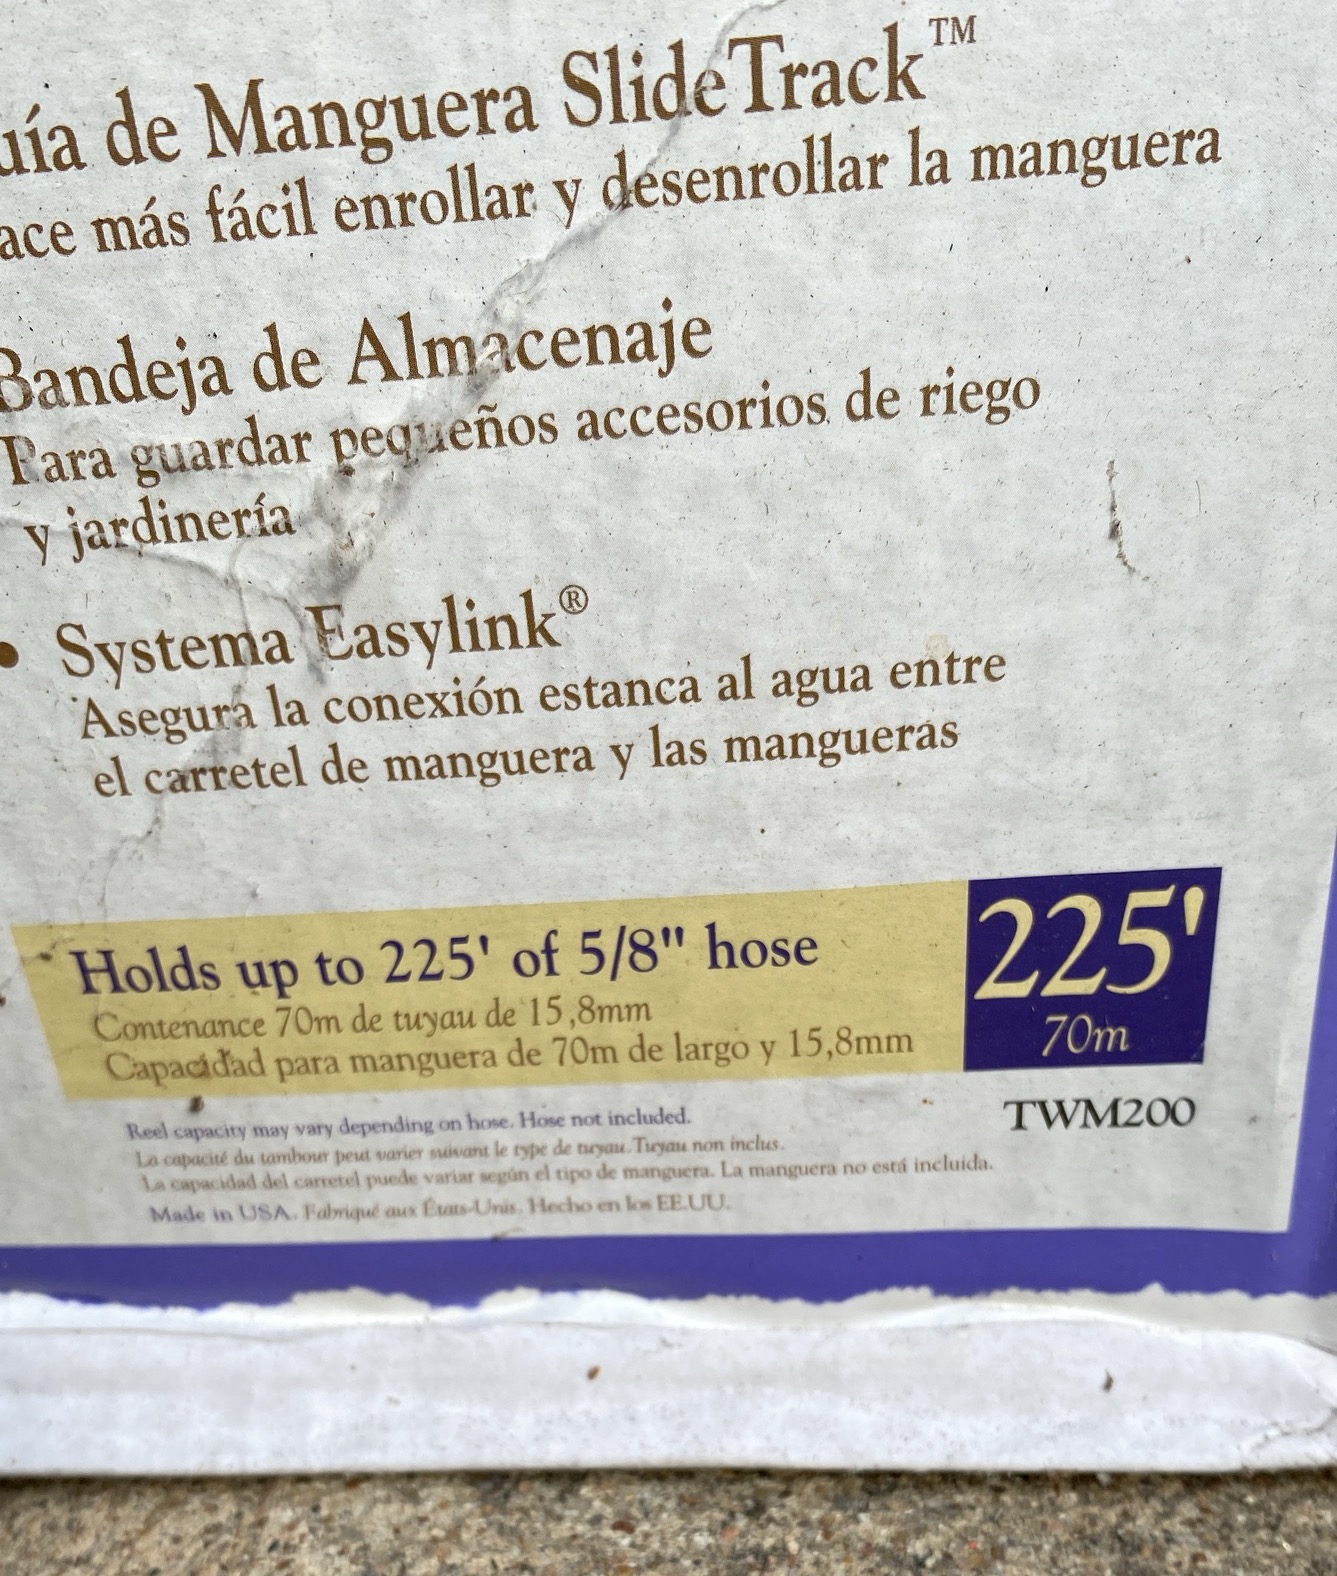 uía de Manguera SlideTrack™
ace más fácil enrollar y desenrollar la manguera
Bandeja de Almacenaje
Para guardar pequeños accesorios de riego
y jardinería
• Systema Easylink®
Asegura la conexión estanca al agua entre
el carretel de manguera y las mangueras
Holds up to 225' of 5/8" hose
Contenance 70m de tuyau de 15,8mm
Capacidad para manguera de 70m de largo y 15,8mm
225'
70m
TWM200
Reel capacity may vary depending on hose. Hose not included.
La capacité du tambour peut varier suivant le type de tuyau. Tuyau non inclus.
La capacidad del carretel puede variar según el tipo de manguera. La manguera no está incluida.
Made in USA. Fabriqué aux États-Unis. Hecho en los EE.UU.